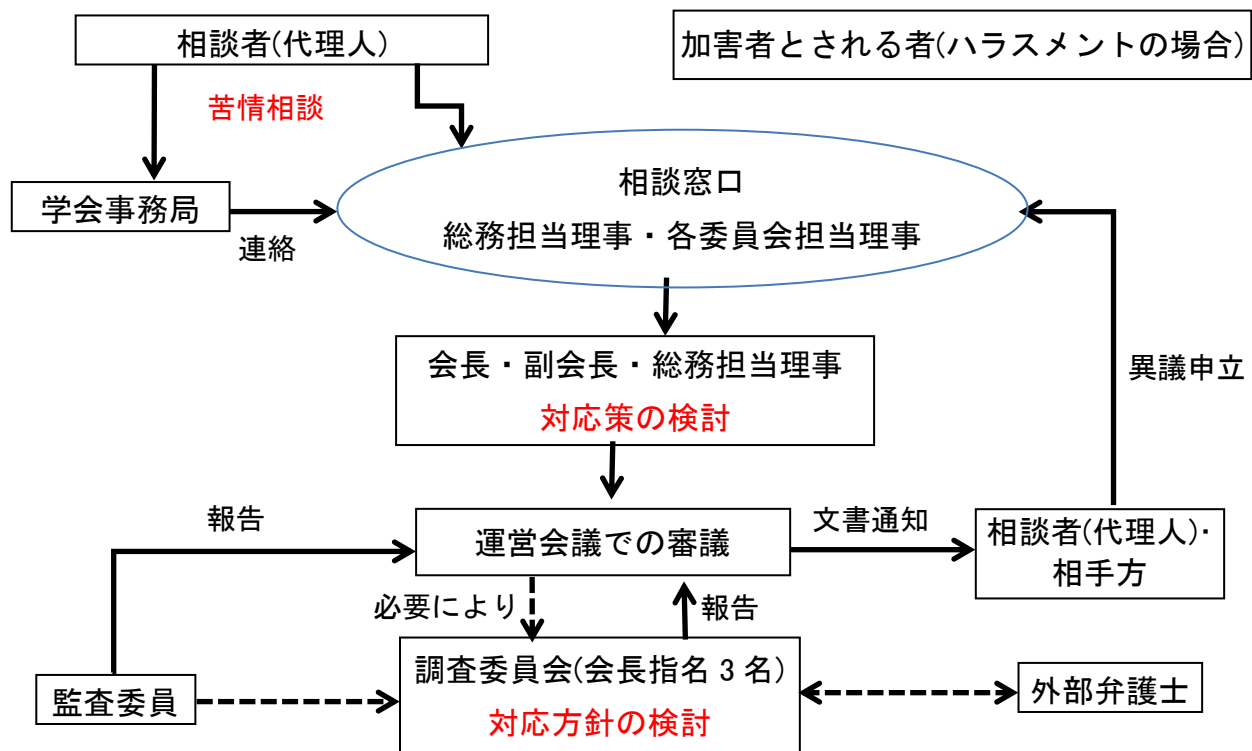 相談者(代理人)
加害者とされる者(ハラスメントの場合)
苦情相談
相談窓口
学会事務局
総務担当理事・各委員会担当理事
連絡
会長・副会長・総務担当理事
対応策の検討
異議申立
報告
運営会議での審議
文書通知
相談者(代理人)・
相手方
必要により
報告
調査委員会(会長指名 3 名)
対応方針の検討
監査委員
外部弁護士